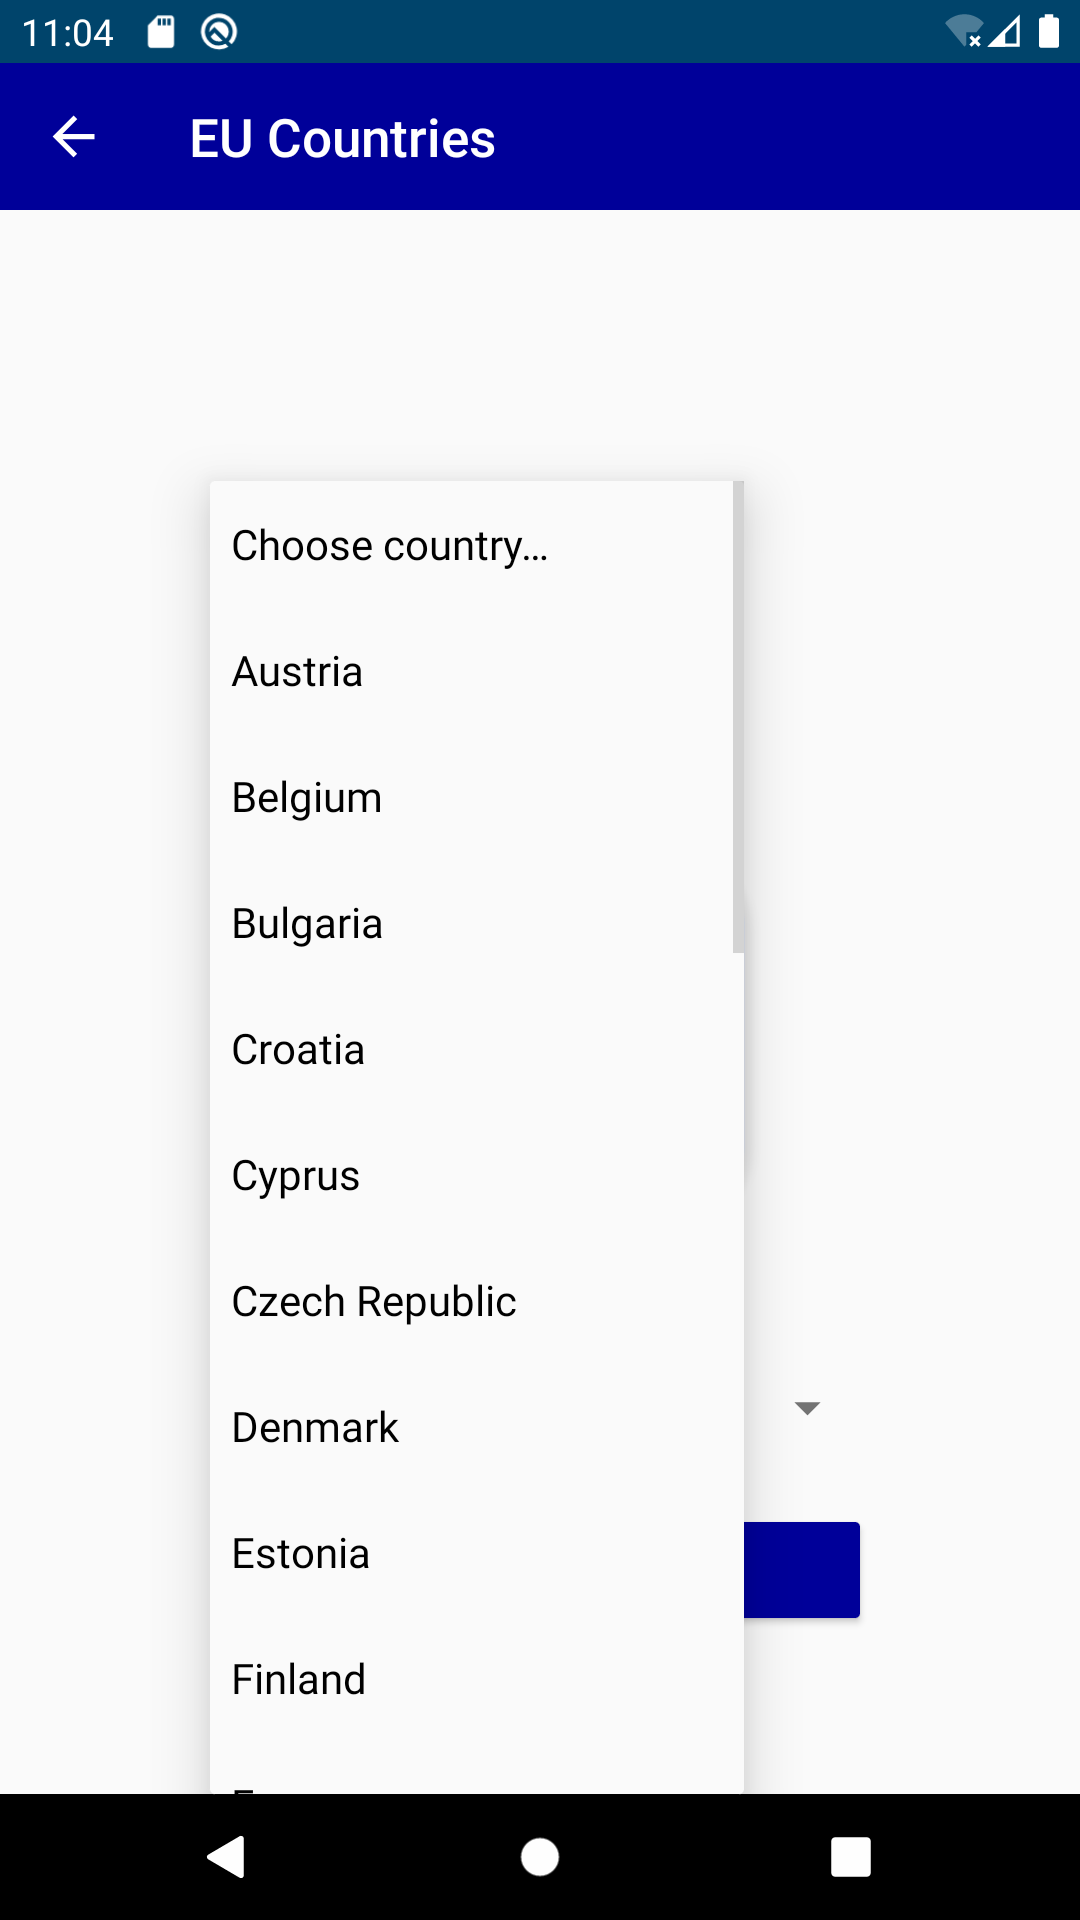 11:04
EU Countries
Choose country...
Austria
Belgium
Bulgaria
Croatia
Cyprus
Czech Republic
Denmark
Estonia
Finland